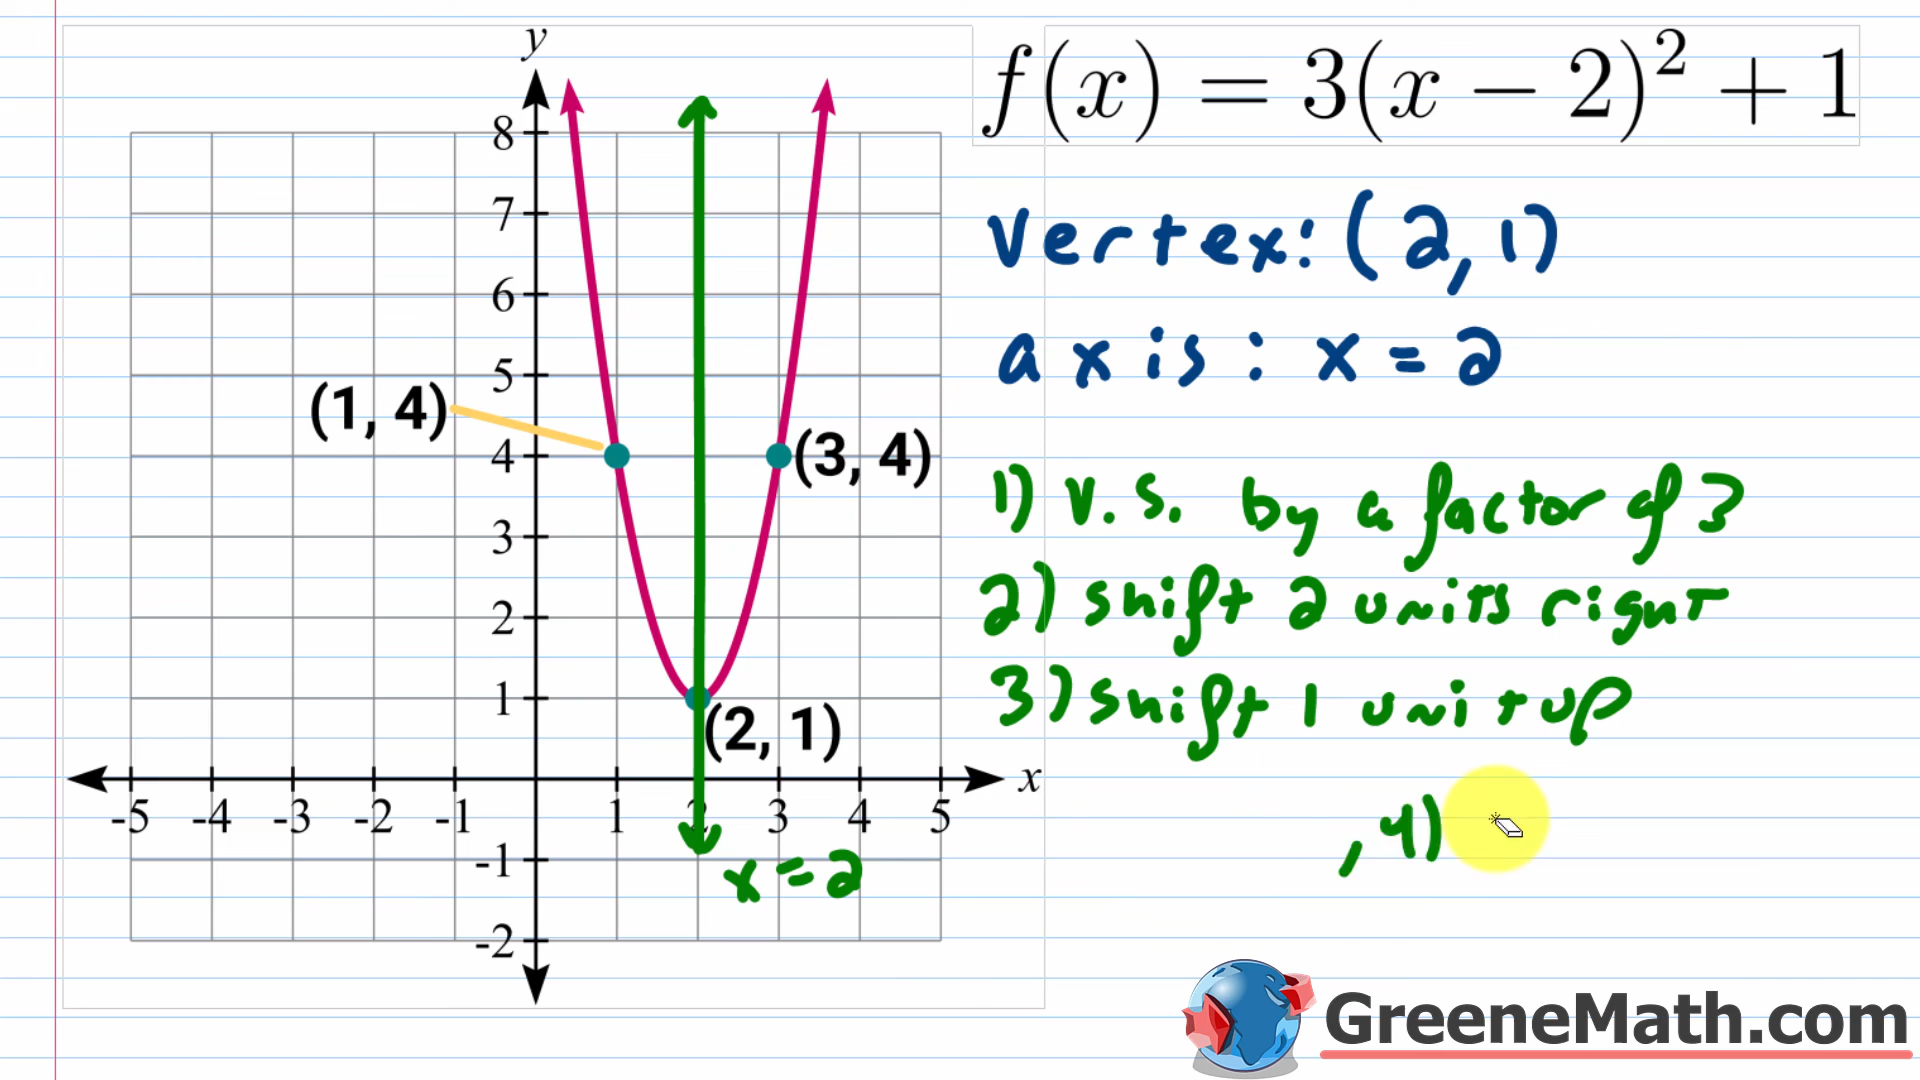 f(x) = 3(x − 2)² + 1
y
8
7
6
5
4
3
2
1
-1
-2
-5 -4 -3 -2 -1 1 2 3 4 5
x
(1, 4)
(3, 4)
(2, 1)
x = 2
vertex: (2, 1)
axis: x = 2
1) V.S. by a factor of 3
2) shift 2 units right
3) shift 1 unit up
, 4)
GreeneMath.com